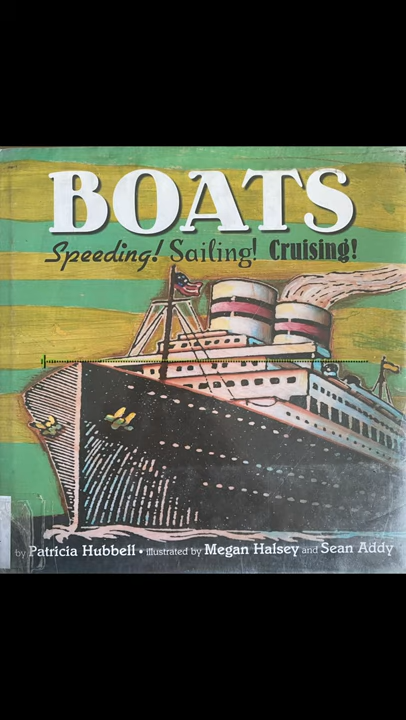 BOATS
Speeding! Sailing! Cruising!
by Patricia Hubbell • illustrated by Megan Halsey and Sean Addy